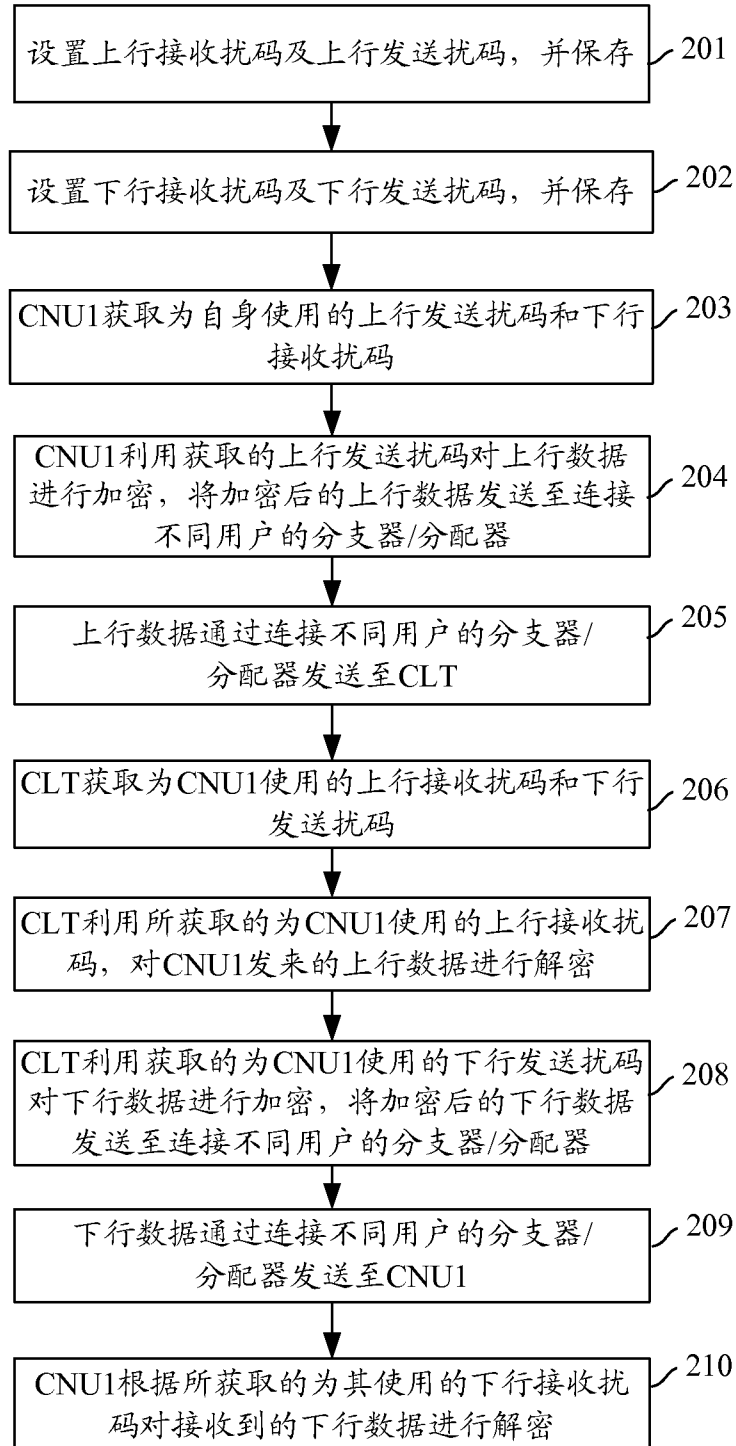 设置上行接收扰码及上行发送扰码，并保存
201
设置下行接收扰码及下行发送扰码，并保存
202
CNU1获取为自身使用的上行发送扰码和下行
接收扰码
203
CNU1利用获取的上行发送扰码对上行数据
进行加密，将加密后的上行数据发送至连接
不同用户的分支器/分配器
204
上行数据通过连接不同用户的分支器/
分配器发送至CLT
205
CLT获取为CNU1使用的上行接收扰码和下行
发送扰码
206
CLT利用所获取的为CNU1使用的上行接收扰
码，对CNU1发来的上行数据进行解密
207
CLT利用获取的为CNU1使用的下行发送扰码
对下行数据进行加密，将加密后的下行数据
发送至连接不同用户的分支器/分配器
208
下行数据通过连接不同用户的分支器/
分配器发送至CNU1
209
CNU1根据所获取的为其使用的下行接收扰
码对接收到的下行数据进行解密
210